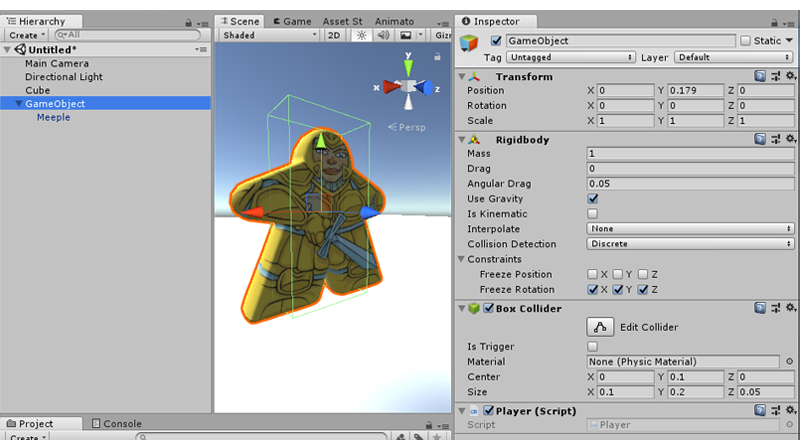 Hierarchy
Create
All
Untitled*
Main Camera
Directional Light
Cube
GameObject
Meeple
Scene Game Asset St Animato
Shaded 2D Giz
y
x
z
Persp
Project Console
Create
Inspector
GameObject Static
Tag Untagged Layer Default
Transform
Position X 0 Y 0.179 Z 0
Rotation X 0 Y 0 Z 0
Scale X 1 Y 1 Z 1
Rigidbody
Mass 1
Drag 0
Angular Drag 0.05
Use Gravity
Is Kinematic
Interpolate None
Collision Detection Discrete
Constraints
Freeze Position X Y Z
Freeze Rotation X Y Z
Box Collider
Edit Collider
Is Trigger
Material None (Physic Material)
Center X 0 Y 0.1 Z 0
Size X 0.1 Y 0.2 Z 0.05
Player (Script)
Script Player